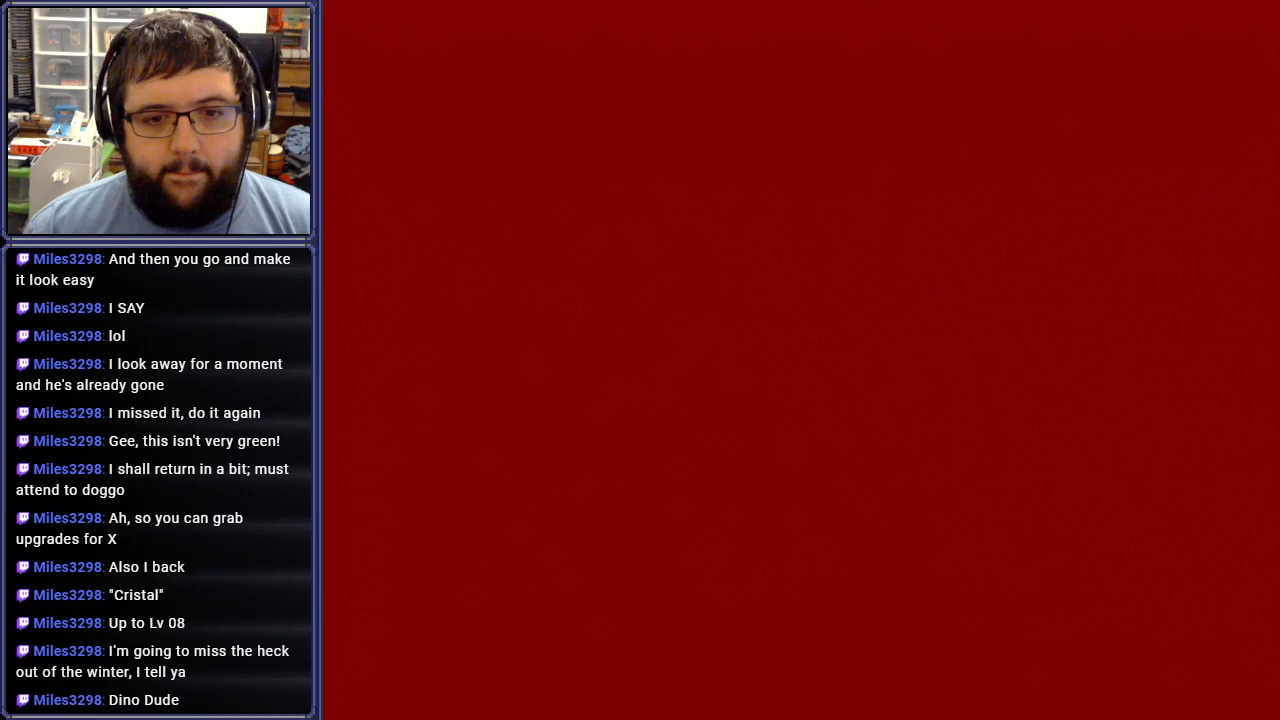 Miles3298: And then you go and make
it look easy
Miles3298: I SAY
Miles3298: lol
Miles3298: I look away for a moment
and he's already gone
Miles3298: I missed it, do it again
Miles3298: Gee, this isn't very green!
Miles3298: I shall return in a bit; must
attend to doggo
Miles3298: Ah, so you can grab
upgrades for X
Miles3298: Also I back
Miles3298: "Cristal"
Miles3298: Up to Lv 08
Miles3298: I'm going to miss the heck
out of the winter, I tell ya
Miles3298: Dino Dude